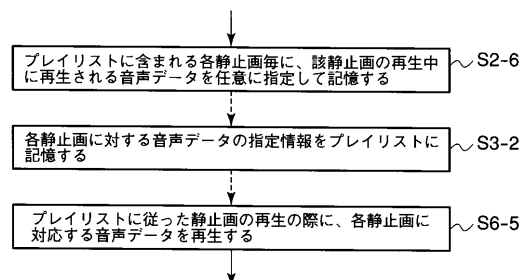 プレイリストに含まれる各静止画毎に、該静止画の再生中
に再生される音声データを任意に指定して記憶する
S2-6
各静止画に対する音声データの指定情報をプレイリストに
記憶する
S3-2
プレイリストに従った静止画の再生の際に、各静止画に
対応する音声データを再生する
S6-5